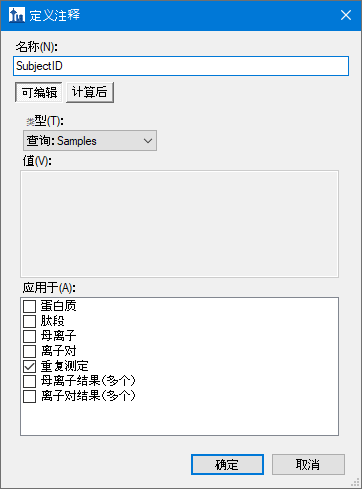 定义注释
名称(N):
SubjectID
可编辑 计算后
类型(T):
查询: Samples
值(V):
应用于(A):
蛋白质
肽段
母离子
离子对
重复测定
母离子结果(多个)
离子对结果(多个)
确定 取消